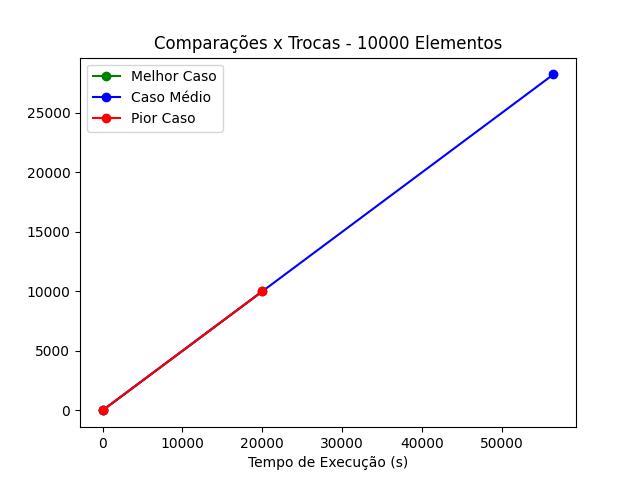 Comparações x Trocas - 10000 Elementos
Melhor Caso
Caso Médio
Pior Caso
25000
20000
15000
10000
5000
0
0 10000 20000 30000 40000 50000
Tempo de Execução (s)